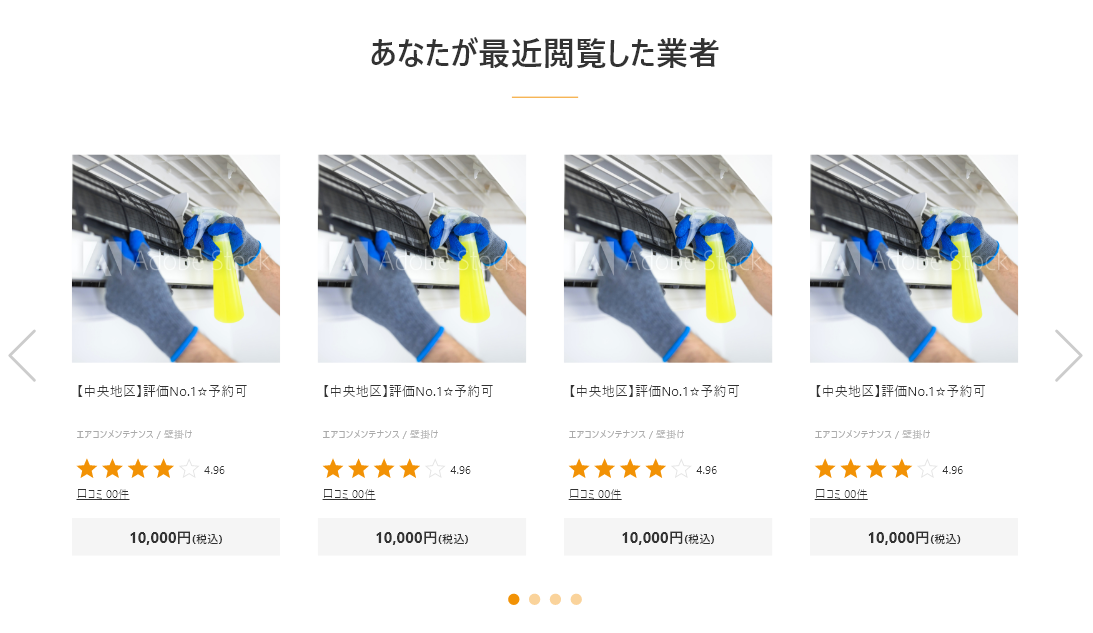 あなたが最近閲覧した業者
Adobe Stock
Adobe Stock
Adobe Stock
Adobe Stock
【中央地区】評価No.1☆予約可
【中央地区】評価No.1☆予約可
【中央地区】評価No.1☆予約可
【中央地区】評価No.1☆予約可
エアコンメンテナンス / 壁掛け
エアコンメンテナンス / 壁掛け
エアコンメンテナンス / 壁掛け
エアコンメンテナンス / 壁掛け
4.96
4.96
4.96
4.96
口コミ 00件
口コミ 00件
口コミ 00件
口コミ 00件
10,000円(税込)
10,000円(税込)
10,000円(税込)
10,000円(税込)